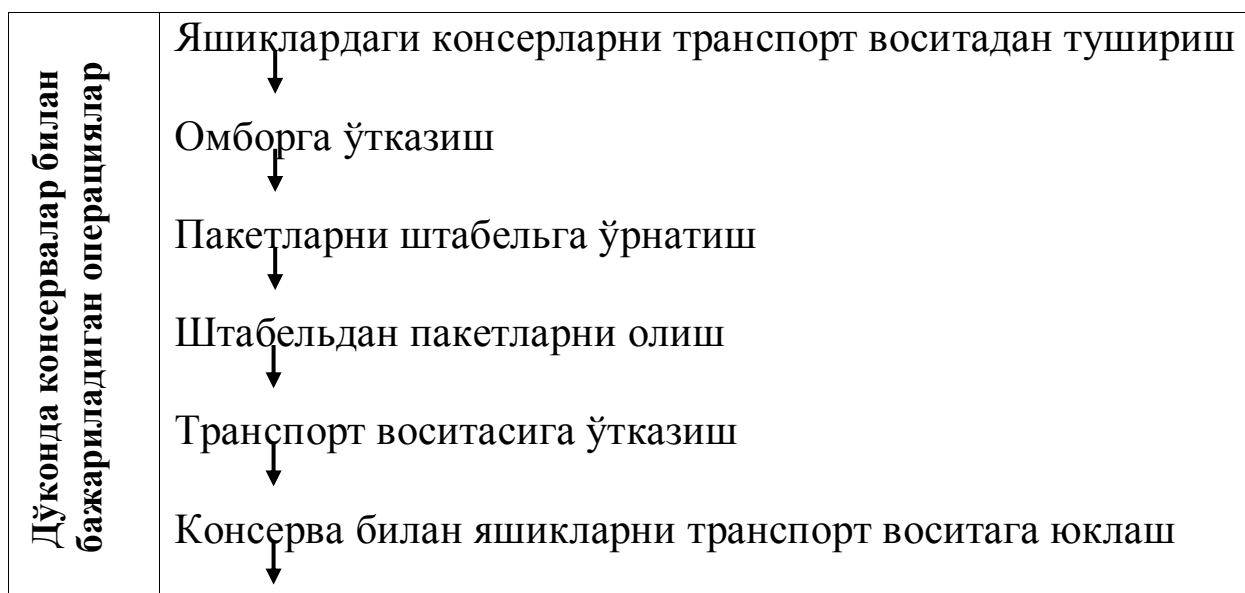 Дўконда консервалар билан
бажариладиган операциялар
Яшиклардаги консерларни транспорт воситадан тушириш
Омборга ўтказиш
Пакетларни штабельга ўрнатиш
Штабельдан пакетларни олиш
Транспорт воситасига ўтказиш
Консерва билан яшикларни транспорт воситага юклаш